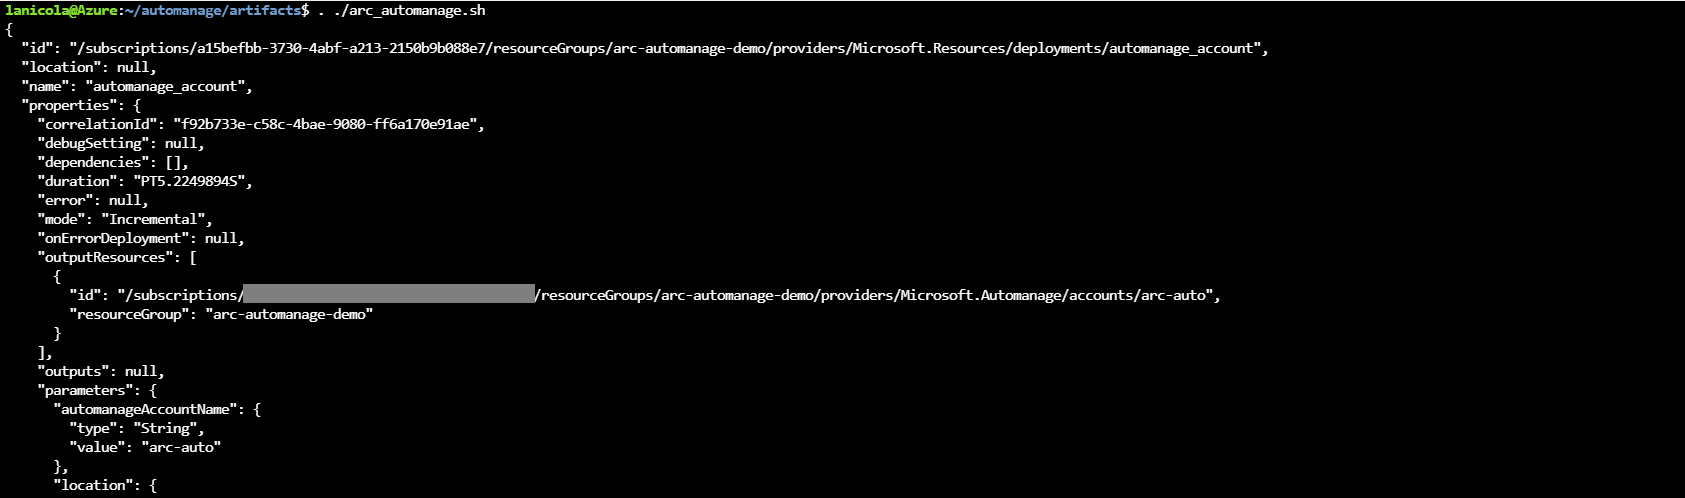 lanicola@Azure:~/automanage/artifacts$ . ./arc_automanage.sh
{
  "id": "/subscriptions/a15befbb-3730-4abf-a213-2150b9b088e7/resourceGroups/arc-automanage-demo/providers/Microsoft.Resources/deployments/automanage_account",
  "location": null,
  "name": "automanage_account",
  "properties": {
    "correlationId": "f92b733e-c58c-4bae-9080-ff6a170e91ae",
    "debugSetting": null,
    "dependencies": [],
    "duration": "PT5.2249894S",
    "error": null,
    "mode": "Incremental",
    "onErrorDeployment": null,
    "outputResources": [
      {
        "id": "/subscriptions/ /resourceGroups/arc-automanage-demo/providers/Microsoft.Automanage/accounts/arc-auto",
        "resourceGroup": "arc-automanage-demo"
      }
    ],
    "outputs": null,
    "parameters": {
      "automanageAccountName": {
        "type": "String",
        "value": "arc-auto"
      },
      "location": {